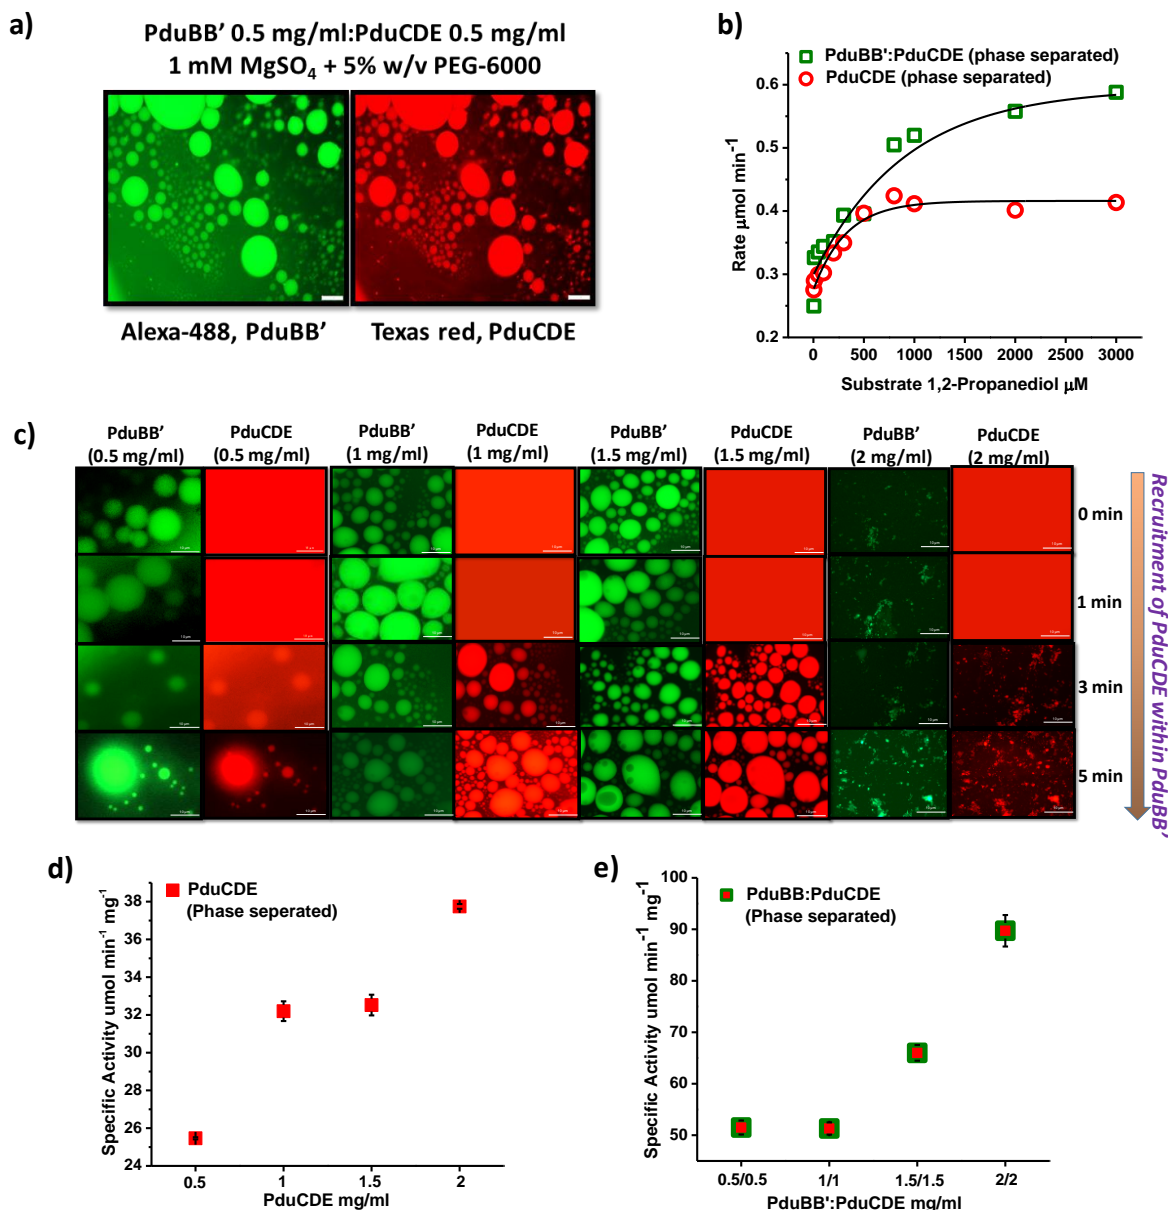 a)
PduBB' 0.5 mg/ml:PduCDE 0.5 mg/ml
1 mM MgSO4 + 5% w/v PEG-6000
Alexa-488, PduBB'
Texas red, PduCDE
b)
PduBB':PduCDE (phase separated)
PduCDE (phase separated)
Rate µmol min-1
0.6
0.5
0.4
0.3
0.2
0 500 1000 1500 2000 2500 3000
Substrate 1,2-Propanediol µM
c)
PduBB' (0.5 mg/ml)
PduCDE (0.5 mg/ml)
PduBB' (1 mg/ml)
PduCDE (1 mg/ml)
PduBB' (1.5 mg/ml)
PduCDE (1.5 mg/ml)
PduBB' (2 mg/ml)
PduCDE (2 mg/ml)
0 min
1 min
3 min
5 min
Recruitment of PduCDE within PduBB'
d)
PduCDE
(Phase seperated)
Specific Activity umol min-1 mg-1
38
36
34
32
30
28
26
24
0.5 1 1.5 2
PduCDE mg/ml
e)
PduBB:PduCDE
(Phase separated)
Specific Activity umol min-1 mg-1
100
90
80
70
60
50
0.5/0.5 1/1 1.5/1.5 2/2
PduBB':PduCDE mg/ml